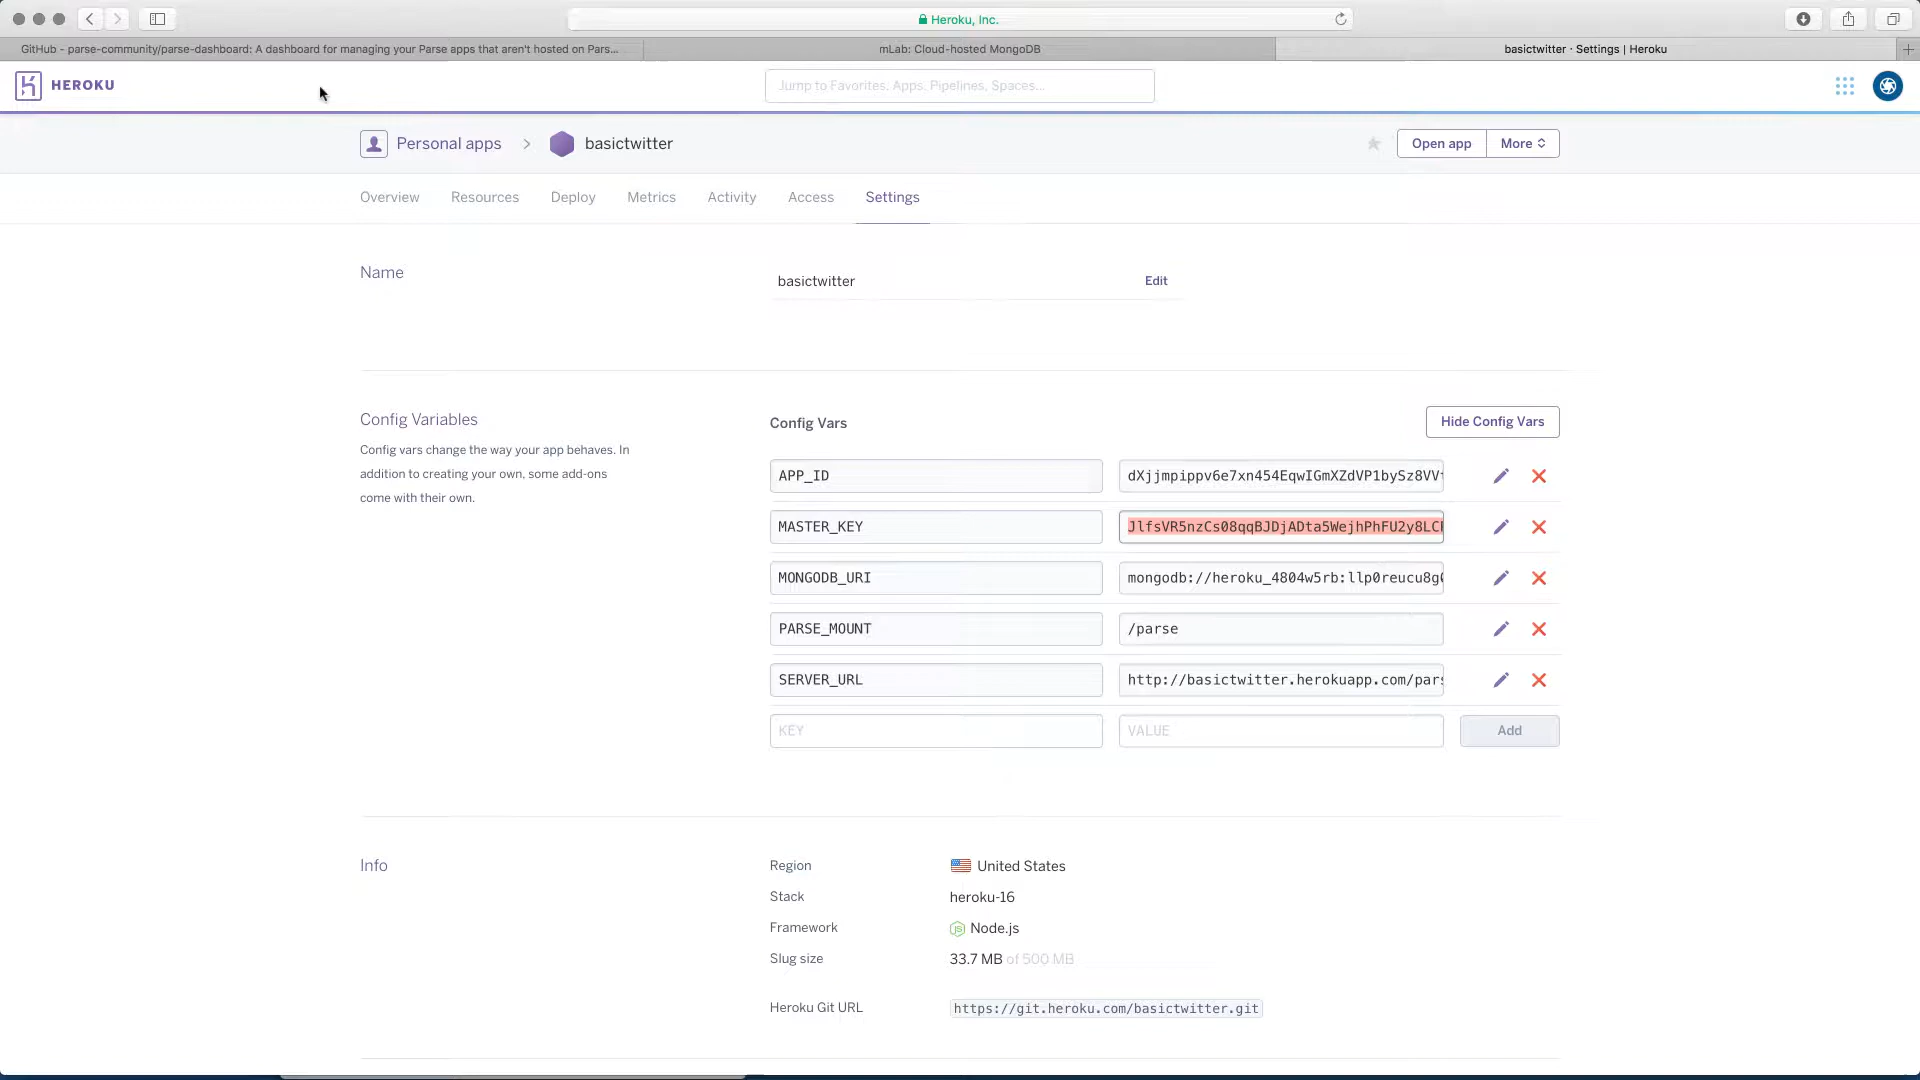 Heroku, Inc.
GitHub - parse-community/parse-dashboard: A dashboard for managing your Parse apps that aren't hosted on Pars...
mLab: Cloud-hosted MongoDB
basictwitter · Settings | Heroku
HEROKU
Jump to Favorites, Apps, Pipelines, Spaces...
Personal apps > basictwitter
Open app
More
Overview
Resources
Deploy
Metrics
Activity
Access
Settings
Name
basictwitter
Edit
Config Variables
Config vars change the way your app behaves. In
addition to creating your own, some add-ons
come with their own.
Config Vars
Hide Config Vars
APP_ID
dXjjmpippv6e7xn454EqwIGmXZdVP1bySz8VV
MASTER_KEY
JlfsVR5nzCs08qqBJDjADta5WejhPhFU2y8LC
MONGODB_URI
mongodb://heroku_4804w5rb:llp0reucu8g
PARSE_MOUNT
/parse
SERVER_URL
http://basictwitter.herokuapp.com/pars
KEY
VALUE
Add
Info
Region
United States
Stack
heroku-16
Framework
Node.js
Slug size
33.7 MB of 500 MB
Heroku Git URL
https://git.heroku.com/basictwitter.git